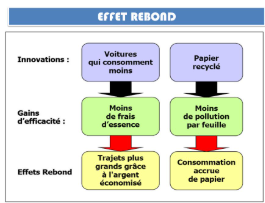 EFFET REBOND
Innovations :
Voitures
qui consomment
moins
Papier
recyclé
Gains
d'efficacité :
Moins
de frais
d'essence
Moins
de pollution
par feuille
Effets Rebond
Trajets plus
grands grâce
à l'argent
économisé
Consommation
accrue
de papier